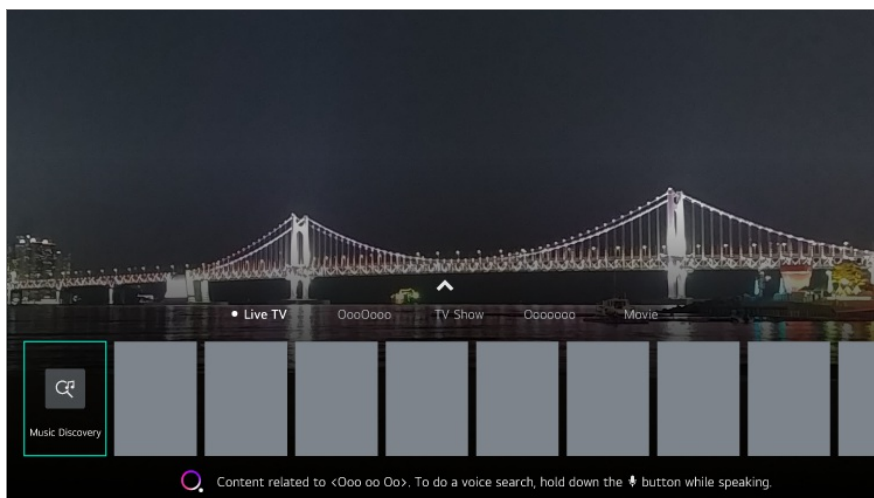 Live TV OooOooo TV Show Ooooooo Movie
Music Discovery
Content related to <Ooo oo Oo>. To do a voice search, hold down the button while speaking.